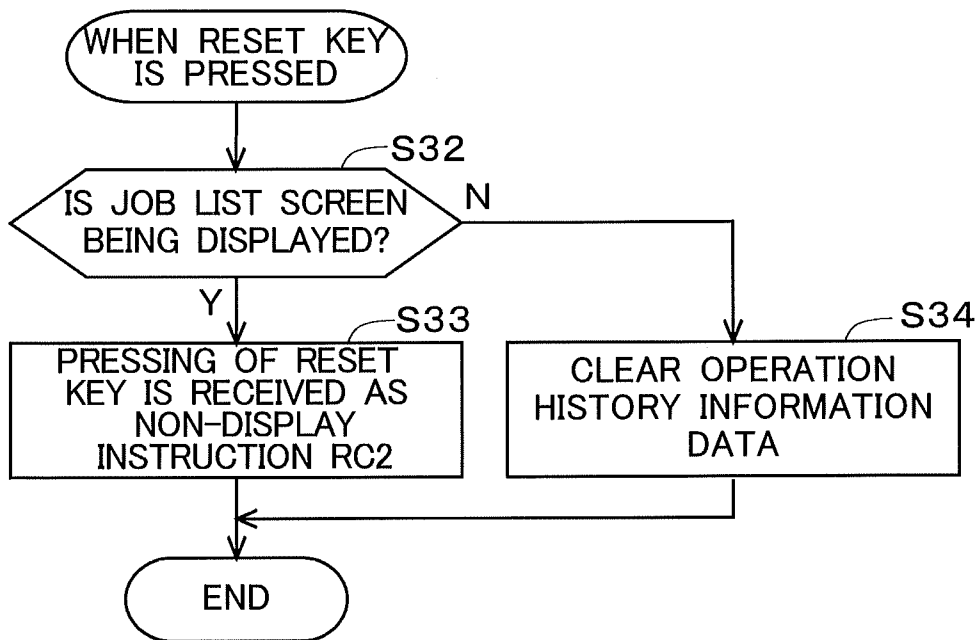 WHEN RESET KEY
IS PRESSED
S32
IS JOB LIST SCREEN
BEING DISPLAYED?
N
Y
S33
PRESSING OF RESET
KEY IS RECEIVED AS
NON-DISPLAY
INSTRUCTION RC2
S34
CLEAR OPERATION
HISTORY INFORMATION
DATA
END